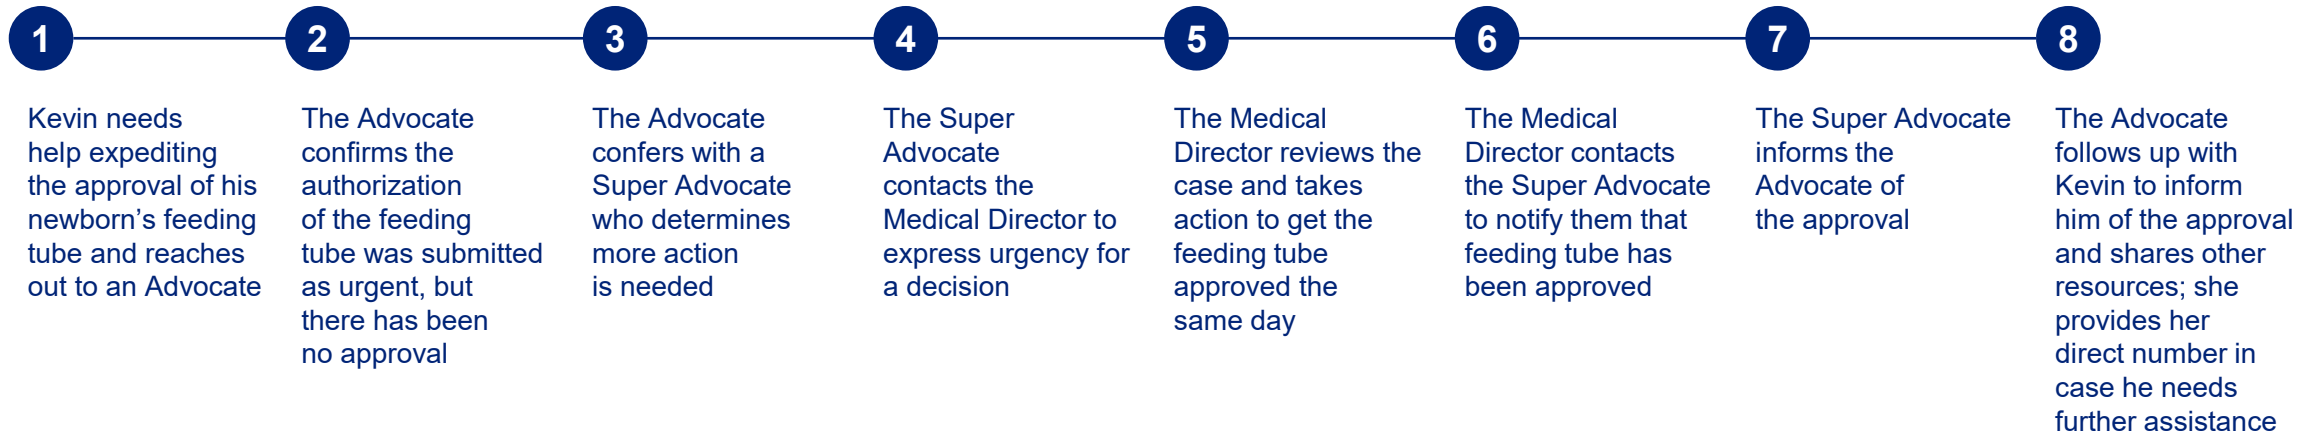 1
Kevin needs
help expediting
the approval of his
newborn’s feeding
tube and reaches
out to an Advocate
2
The Advocate
confirms the
authorization
of the feeding
tube was submitted
as urgent, but
there has been
no approval
3
The Advocate
confers with a
Super Advocate
who determines
more action
is needed
4
The Super
Advocate
contacts the
Medical Director to
express urgency for
a decision
5
The Medical
Director reviews the
case and takes
action to get the
feeding tube
approved the
same day
6
The Medical
Director contacts
the Super Advocate
to notify them that
feeding tube has
been approved
7
The Super Advocate
informs the
Advocate of
the approval
8
The Advocate
follows up with
Kevin to inform
him of the approval
and shares other
resources; she
provides her
direct number in
case he needs
further assistance